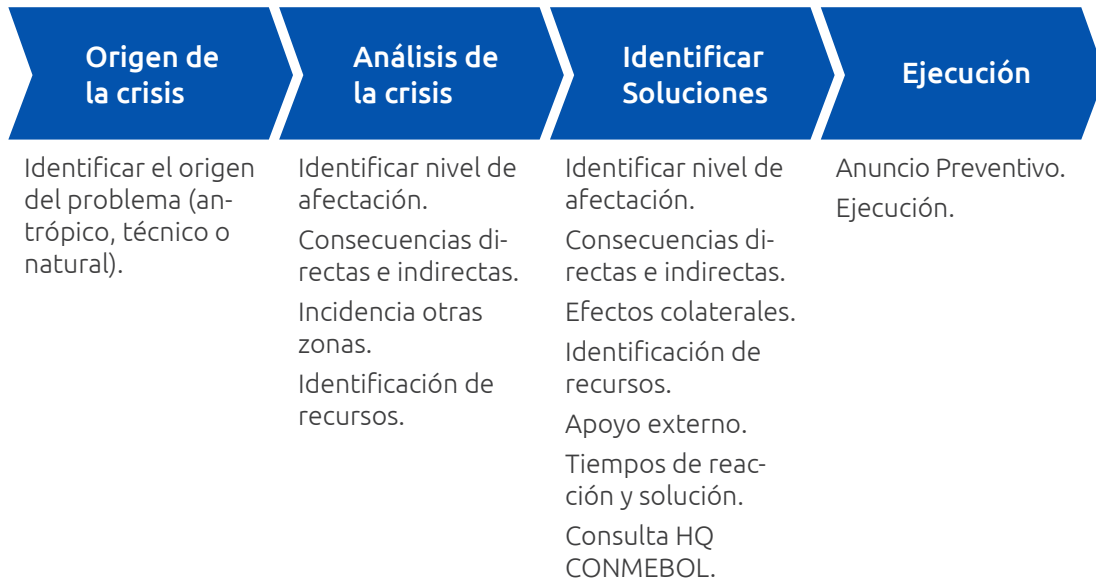 Origen de
la crisis
Identificar el origen
del problema (an-
trópico, técnico o
natural).
Análisis de
la crisis
Identificar nivel de
afectación.
Consecuencias di-
rectas e indirectas.
Incidencia otras
zonas.
Identificación de
recursos.
Identificar
Soluciones
Identificar nivel de
afectación.
Consecuencias di-
rectas e indirectas.
Efectos colaterales.
Identificación de
recursos.
Apoyo externo.
Tiempos de reac-
ción y solución.
Consulta HQ
CONMEBOL.
Ejecución
Anuncio Preventivo.
Ejecución.